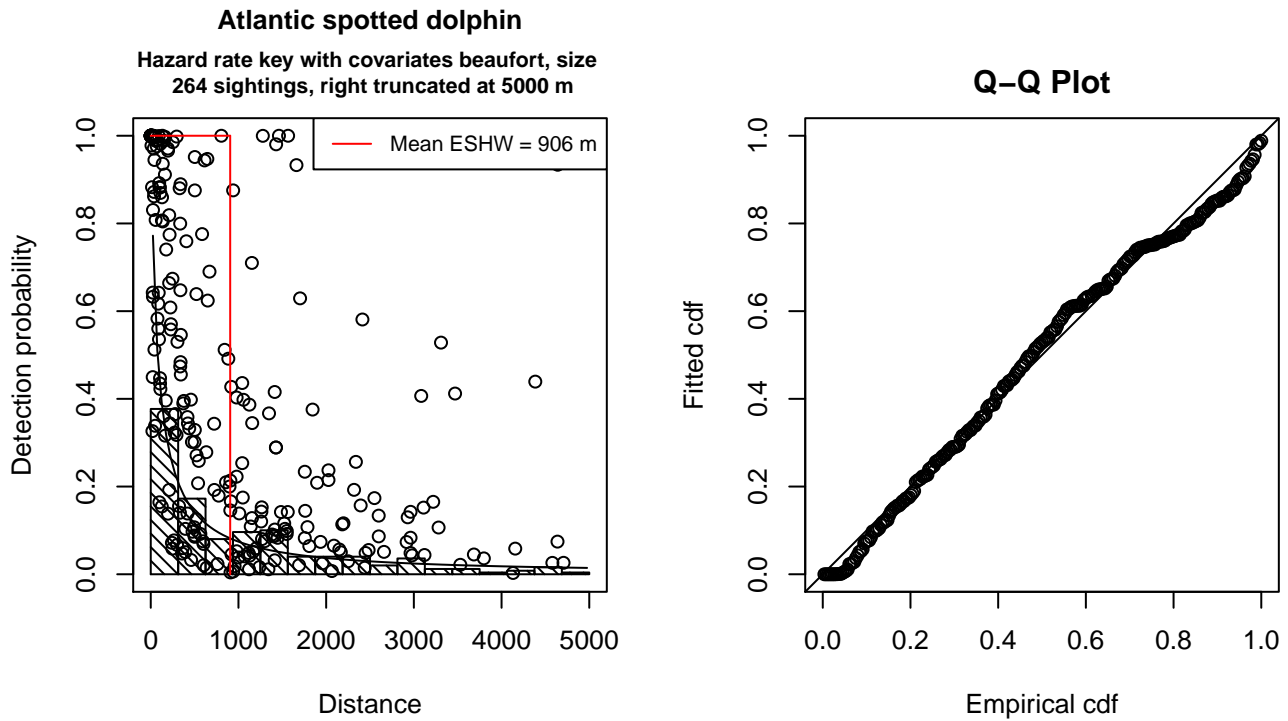 Atlantic spotted dolphin
Hazard rate key with covariates beaufort, size
264 sightings, right truncated at 5000 m
Mean ESHW = 906 m
Detection probability
0.0 0.2 0.4 0.6 0.8 1.0
0 1000 2000 3000 4000 5000
Distance
Q−Q Plot
Fitted cdf
0.0 0.2 0.4 0.6 0.8 1.0
0.0 0.2 0.4 0.6 0.8 1.0
Empirical cdf